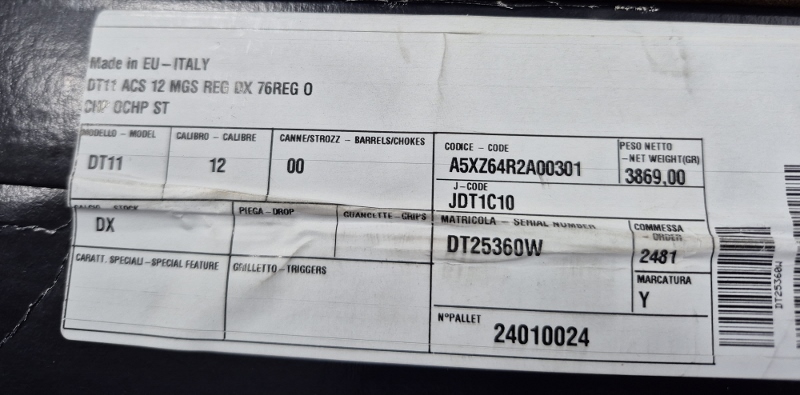 Made in EU-ITALY
DT11 ACS 12 MGS REG DX 76REG O
CHP OCHP ST
MODELLO - MODEL
DT11
CALIBRO - CALIBRE
12
CANNE/STROZZ - BARRELS/CHOKES
00
CODICE - CODE
A5XZ64R2A00301
PESO NETTO
-NET WEIGHT(GR)
3869,00
J-CODE
JDT1C10
CALCIO - STOCK
DX
PIEGA - DROP
GUANCETTE - GRIPS
MATRICOLA - SERIAL NUMBER
DT25360W
COMMESSA
- ORDER
2481
CARATT. SPECIALI - SPECIAL FEATURE
GRILLETTO - TRIGGERS
MARCATURA
Y
N°PALLET
24010024
DT25360W